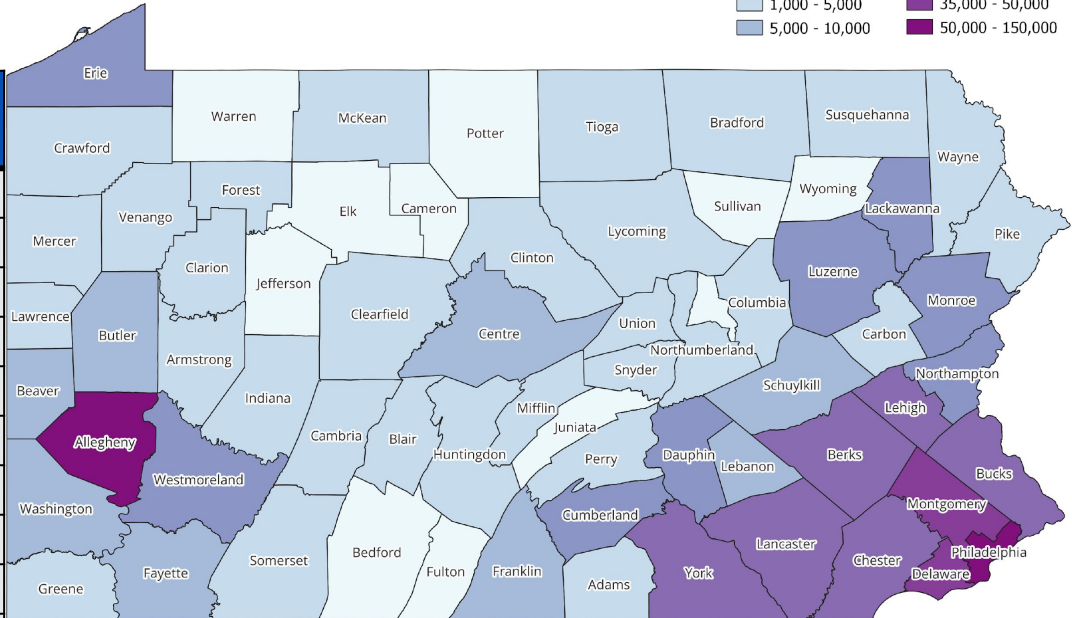 1,000 - 5,000
35,000 - 50,000
5,000 - 10,000
50,000 - 150,000
Erie
Warren
McKean
Potter
Tioga
Bradford
Susquehanna
Crawford
Wayne
Forest
Wyoming
Venango
Elk
Cameron
Sullivan
Lackawanna
Mercer
Lycoming
Pike
Clarion
Clinton
Luzerne
Jefferson
Monroe
Lawrence
Butler
Clearfield
Centre
Union
Columbia
Carbon
Northumberland
Armstrong
Snyder
Northampton
Beaver
Indiana
Schuylkill
Mifflin
Lehigh
Juniata
Allegheny
Cambria
Blair
Huntingdon
Perry
Dauphin
Lebanon
Berks
Bucks
Westmoreland
Washington
Cumberland
Montgomery
Somerset
Bedford
Lancaster
Philadelphia
Greene
Fayette
Fulton
Franklin
Adams
York
Chester
Delaware